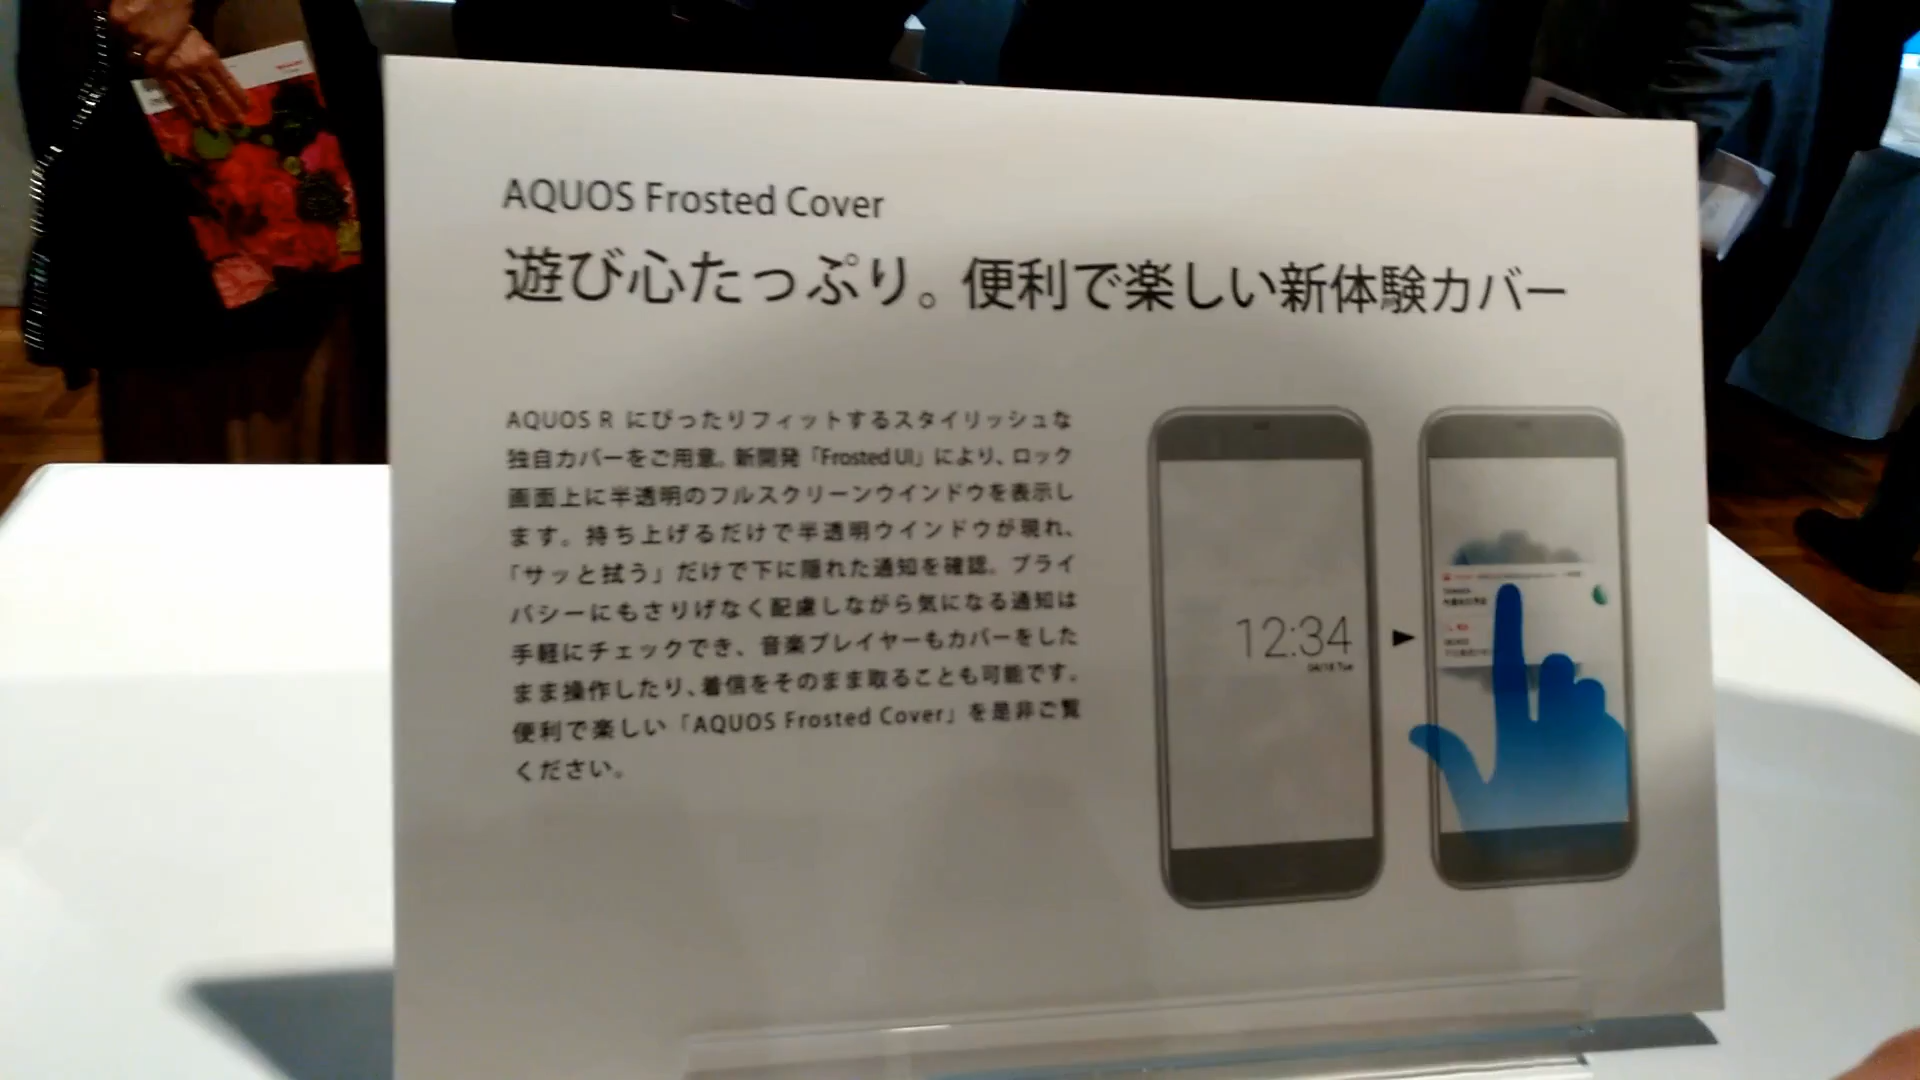 AQUOS Frosted Cover
遊び心たっぷり。便利で楽しい新体験カバー
AQUOS R にぴったりフィットするスタイリッシュな
独自カバーをご用意。新開発「Frosted UI」により、ロック
画面上に半透明のフルスクリーンウインドウを表示し
ます。持ち上げるだけで半透明ウインドウが現れ、
「サッと拭う」だけで下に隠れた通知を確認。プライ
バシーにもさりげなく配慮しながら気になる通知は
手軽にチェックでき、音楽プレイヤーもカバーをした
まま操作したり、着信をそのまま取ることも可能です。
便利で楽しい「AQUOS Frosted Cover」を是非ご覧
ください。
12:34